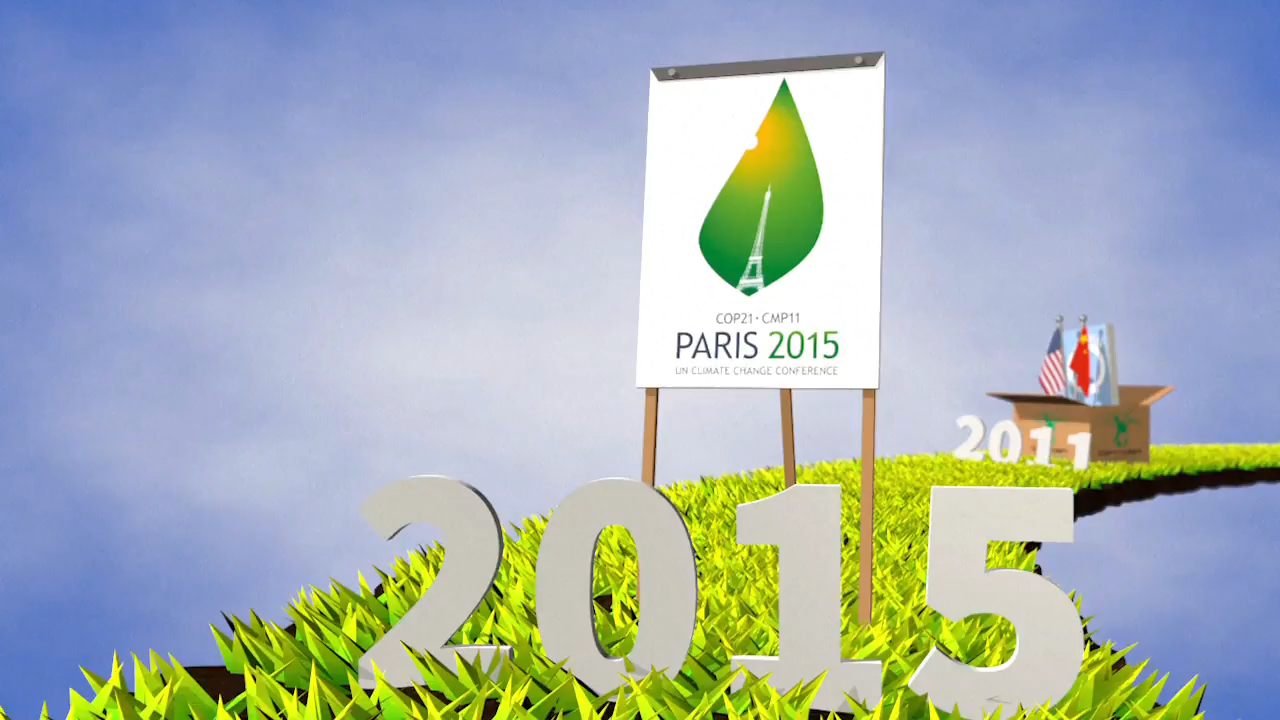 COP21 · CMP11
PARIS 2015
UN CLIMATE CHANGE CONFERENCE
2011
2015